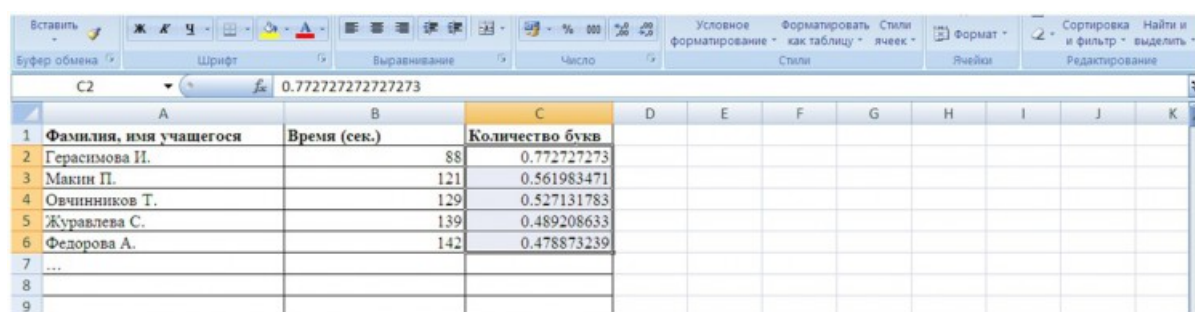 Вставить Ж К Ч А % 000 Условное форматирование Форматировать как таблицу Стили ячеек Формат Сортировка и фильтр Найти и выделить
Буфер обмена Шрифт Выравнивание Число Стили Ячейки Редактирование
C2 fx 0.772727272727273
A B C D E F G H I J K
1 Фамилия, имя учащегося Время (сек.) Количество букв
2 Герасимова И. 88 0.772727273
3 Макин П. 121 0.561983471
4 Овчинников Т. 129 0.527131783
5 Журавлева С. 139 0.489208633
6 Федорова А. 142 0.478873239
7 ...
8
9